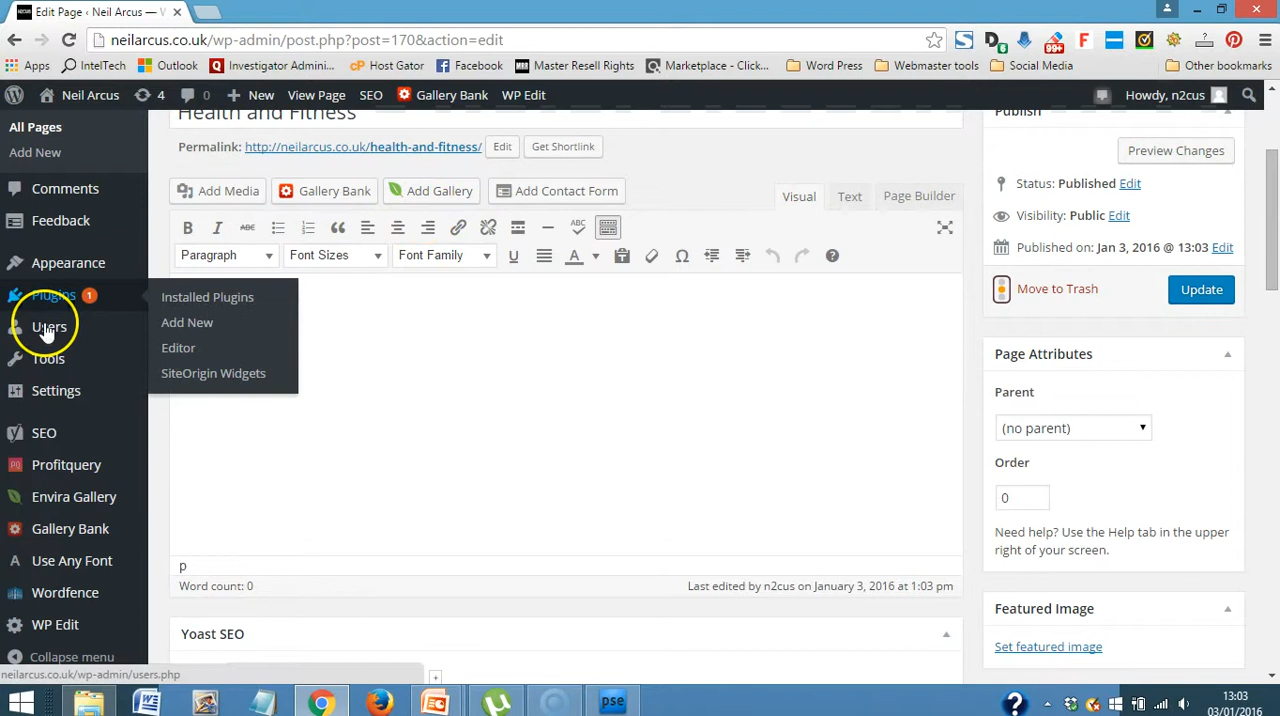 Edit Page ‹ Neil Arcus — V
neilarcus.co.uk/wp-admin/post.php?post=170&action=edit
99+
6
Apps
IntelTech
Outlook
Investigator Admini...
Host Gator
Facebook
Master Resell Rights
Marketplace - Click...
Word Press
Webmaster tools
Social Media
Other bookmarks
Neil Arcus
4
0
New
View Page
SEO
Gallery Bank
WP Edit
Howdy, n2cus
All Pages
Add New
Comments
Feedback
Appearance
Plugins 1
Users
Tools
Settings
SEO
Profitquery
Envira Gallery
Gallery Bank
Use Any Font
Wordfence
WP Edit
Collapse menu
neilarcus.co.uk/wp-admin/users.php
Installed Plugins
Add New
Editor
SiteOrigin Widgets
Health and Fitness
Permalink: http://neilarcus.co.uk/health-and-fitness/ Edit Get Shortlink
Add Media
Gallery Bank
Add Gallery
Add Contact Form
Visual
Text
Page Builder
B I ABC
ABC
Paragraph
Font Sizes
Font Family
U
A
Ω
p
Word count: 0
Last edited by n2cus on January 3, 2016 at 1:03 pm
Yoast SEO
Publish
Preview Changes
Status: Published Edit
Visibility: Public Edit
Published on: Jan 3, 2016 @ 13:03 Edit
Move to Trash
Update
Page Attributes
Parent
(no parent)
Order
0
Need help? Use the Help tab in the upper
right of your screen.
Featured Image
Set featured image
pse
13:03
03/01/2016